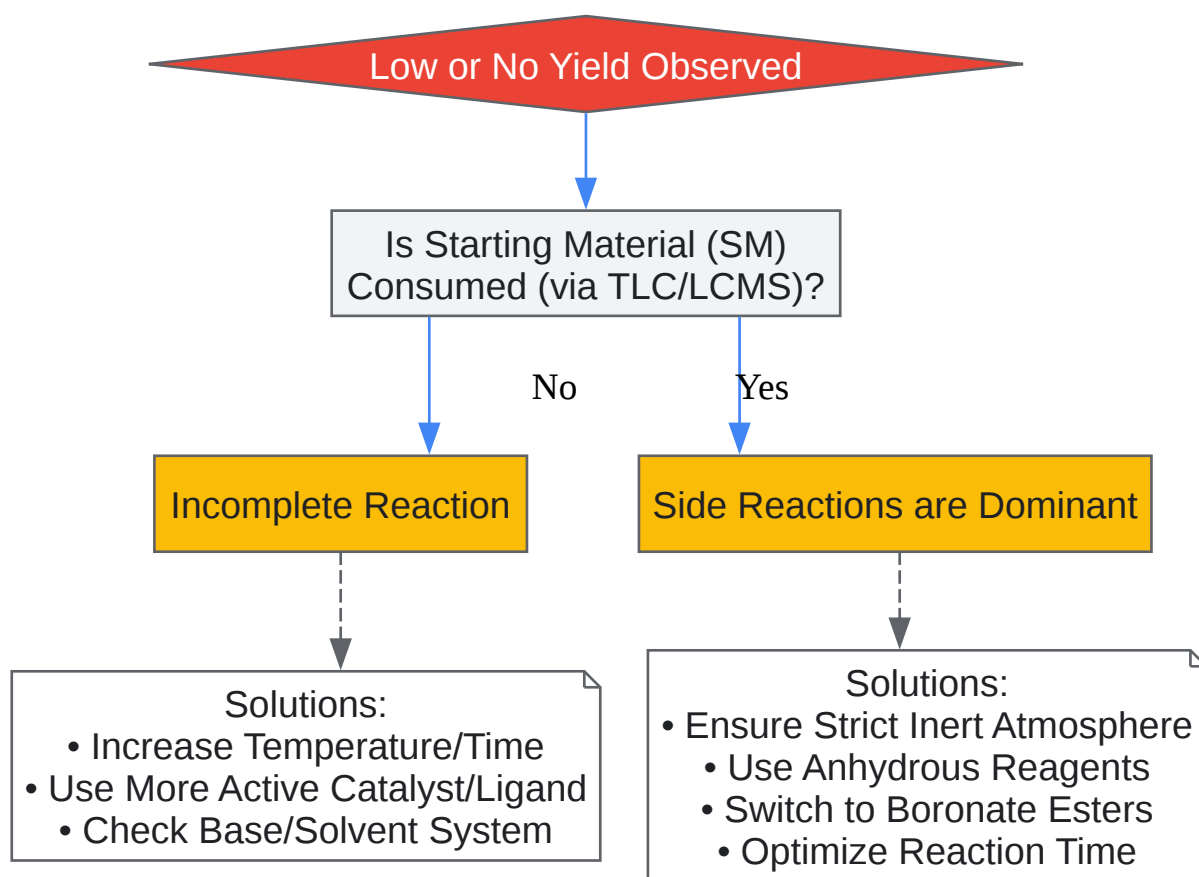 Low or No Yield Observed
Is Starting Material (SM)
Consumed (via TLC/LCMS)?
No
Yes
Incomplete Reaction
Side Reactions are Dominant
Solutions:
• Increase Temperature/Time
• Use More Active Catalyst/Ligand
• Check Base/Solvent System
Solutions:
• Ensure Strict Inert Atmosphere
• Use Anhydrous Reagents
• Switch to Boronate Esters
• Optimize Reaction Time